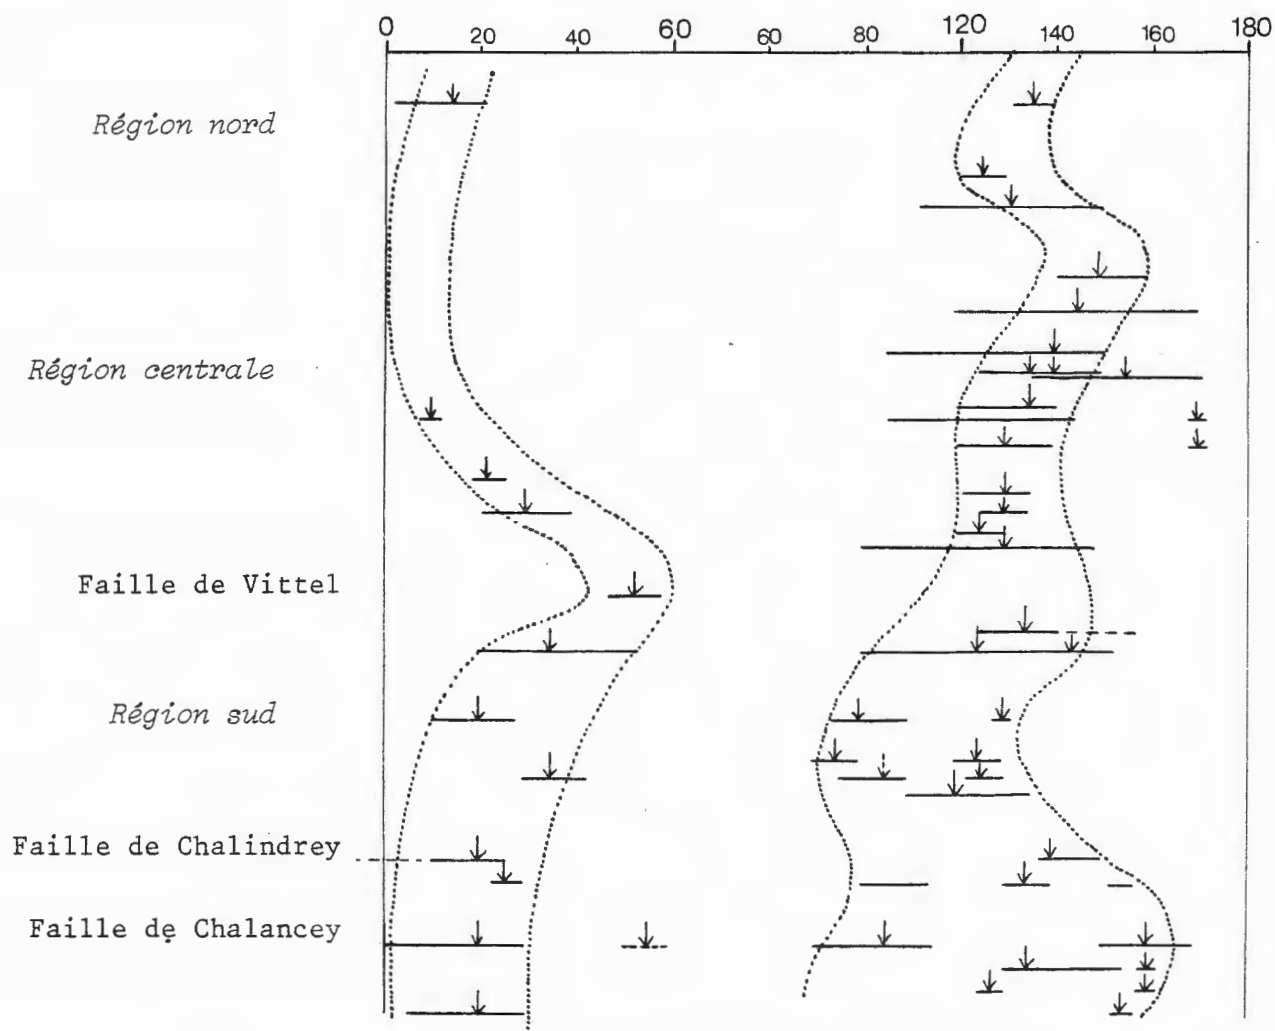 0 20 40 60 60 80 120 140 160 180
Région nord
Région centrale
Faille de Vittel
Région sud
Faille de Chalindrey
Faille de Chalancey